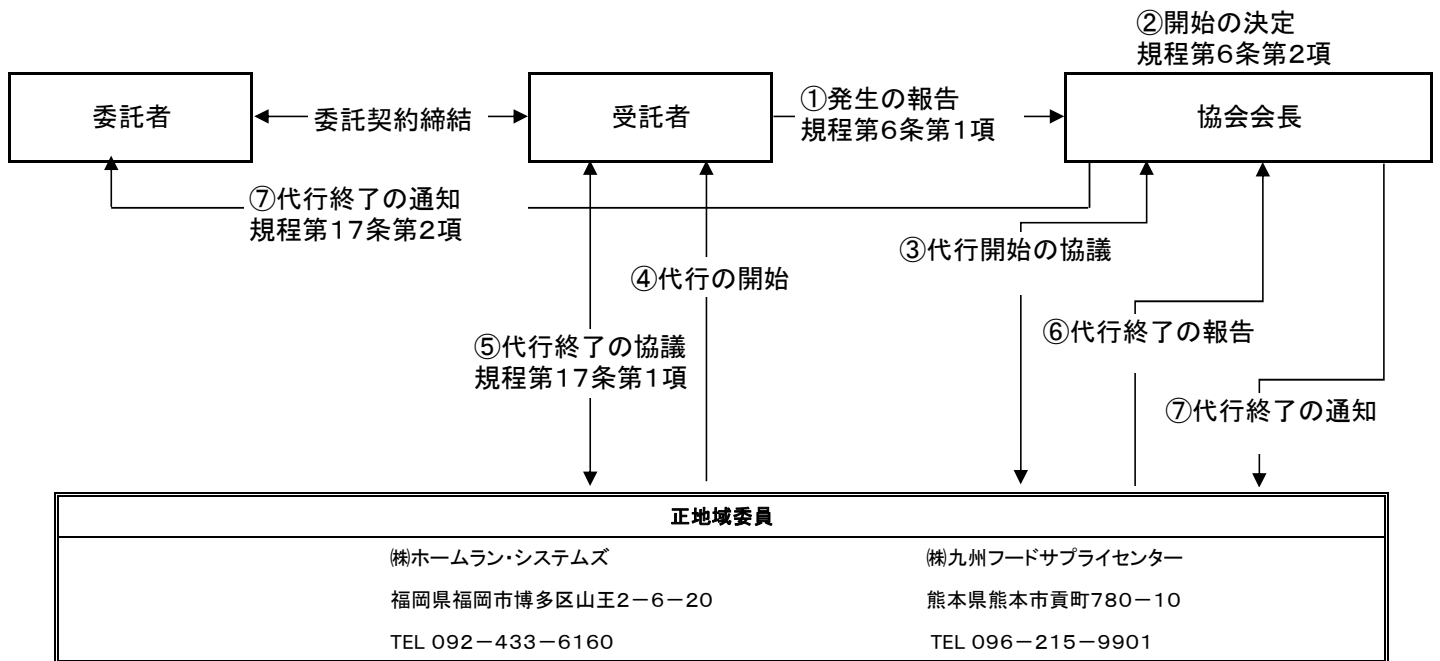 ②開始の決定
規程第6条第2項
委託者
委託契約締結
受託者
①発生の報告
規程第6条第1項
協会会長
⑦代行終了の通知
規程第17条第2項
③代行開始の協議
④代行の開始
⑤代行終了の協議
規程第17条第1項
⑥代行終了の報告
⑦代行終了の通知
正地域委員
㈱ホームラン・システムズ
㈱九州フードサプライセンター
福岡県福岡市博多区山王2-6-20
熊本県熊本市貢町780-10
TEL 092-433-6160
TEL 096-215-9901